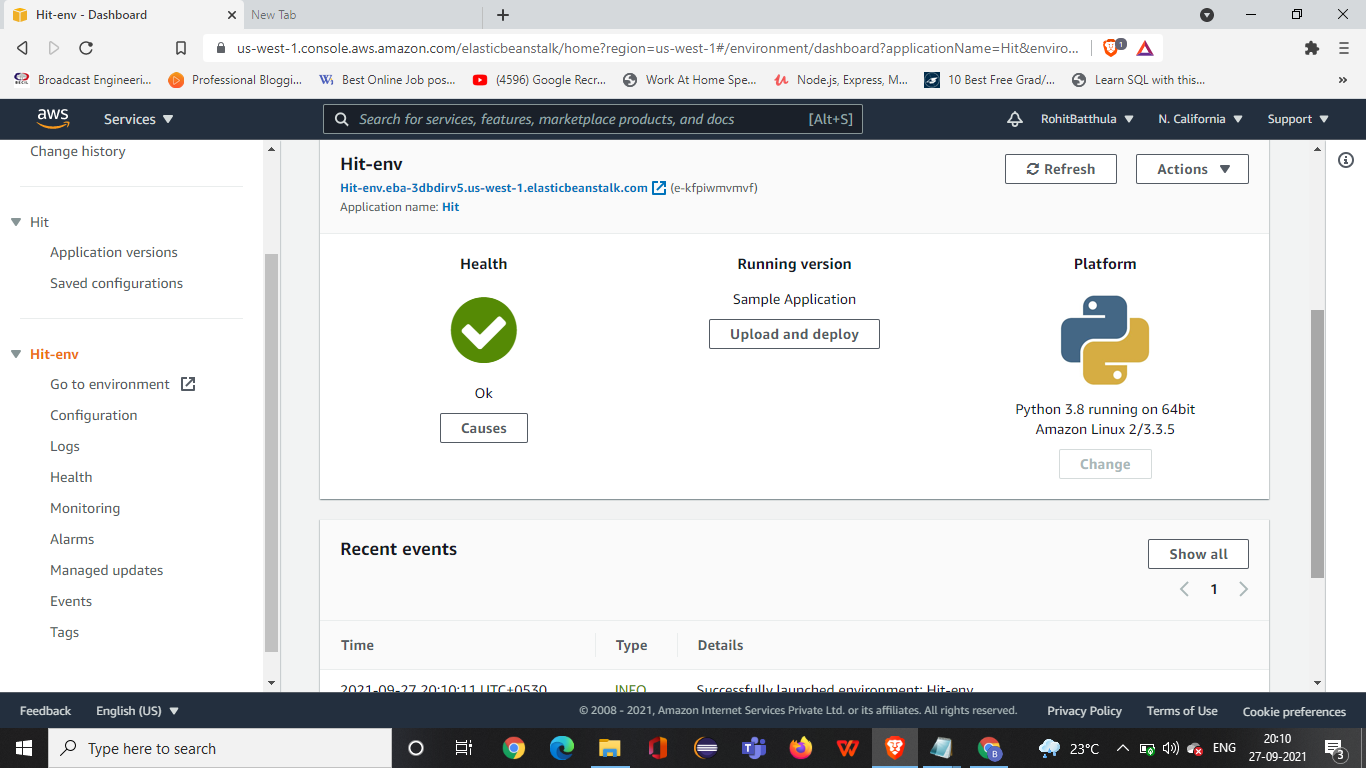 Hit-env - Dashboard
New Tab
us-west-1.console.aws.amazon.com/elasticbeanstalk/home?region=us-west-1#/environment/dashboard?applicationName=Hit&enviro...
1
Broadcast Engineeri...
Professional Bloggi...
Best Online Job pos...
(4596) Google Recr...
Work At Home Spe...
Node.js, Express, M...
10 Best Free Grad/...
Learn SQL with this...
»
aws
Services
Search for services, features, marketplace products, and docs
[Alt+S]
RohitBatthula
N. California
Support
Change history
Hit
Application versions
Saved configurations
Hit-env
Go to environment
Configuration
Logs
Health
Monitoring
Alarms
Managed updates
Events
Tags
Hit-env
Refresh
Actions
Hit-env.eba-3dbdirv5.us-west-1.elasticbeanstalk.com (e-kfpiwmvmvf)
Application name: Hit
Health
Ok
Causes
Running version
Sample Application
Upload and deploy
Platform
Python 3.8 running on 64bit
Amazon Linux 2/3.3.5
Change
Recent events
Show all
1
Time
Type
Details
2021-09-27 20:10:11 UTC+0530
INFO
Successfully launched environment: Hit-env
Feedback
English (US)
© 2008 - 2021, Amazon Internet Services Private Ltd. or its affiliates. All rights reserved.
Privacy Policy
Terms of Use
Cookie preferences
Type here to search
23°C
ENG
20:10
27-09-2021
3